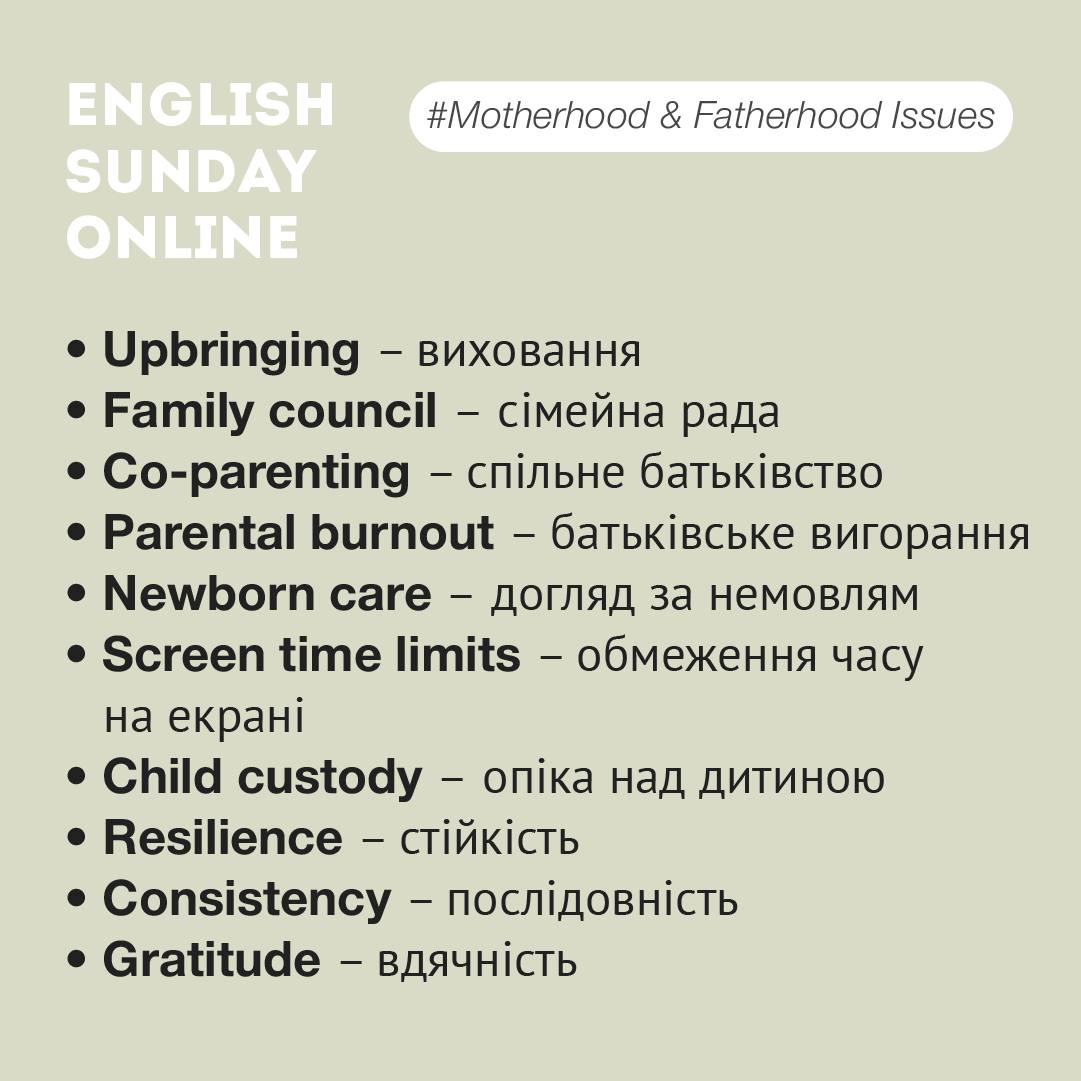 ENGLISH
SUNDAY
ONLINE
#Motherhood & Fatherhood Issues
• Upbringing – виховання
• Family council – сімейна рада
• Co-parenting – спільне батьківство
• Parental burnout – батьківське вигорання
• Newborn care – догляд за немовлям
• Screen time limits – обмеження часу
на екрані
• Child custody – опіка над дитиною
• Resilience – стійкість
• Consistency – послідовність
• Gratitude – вдячність